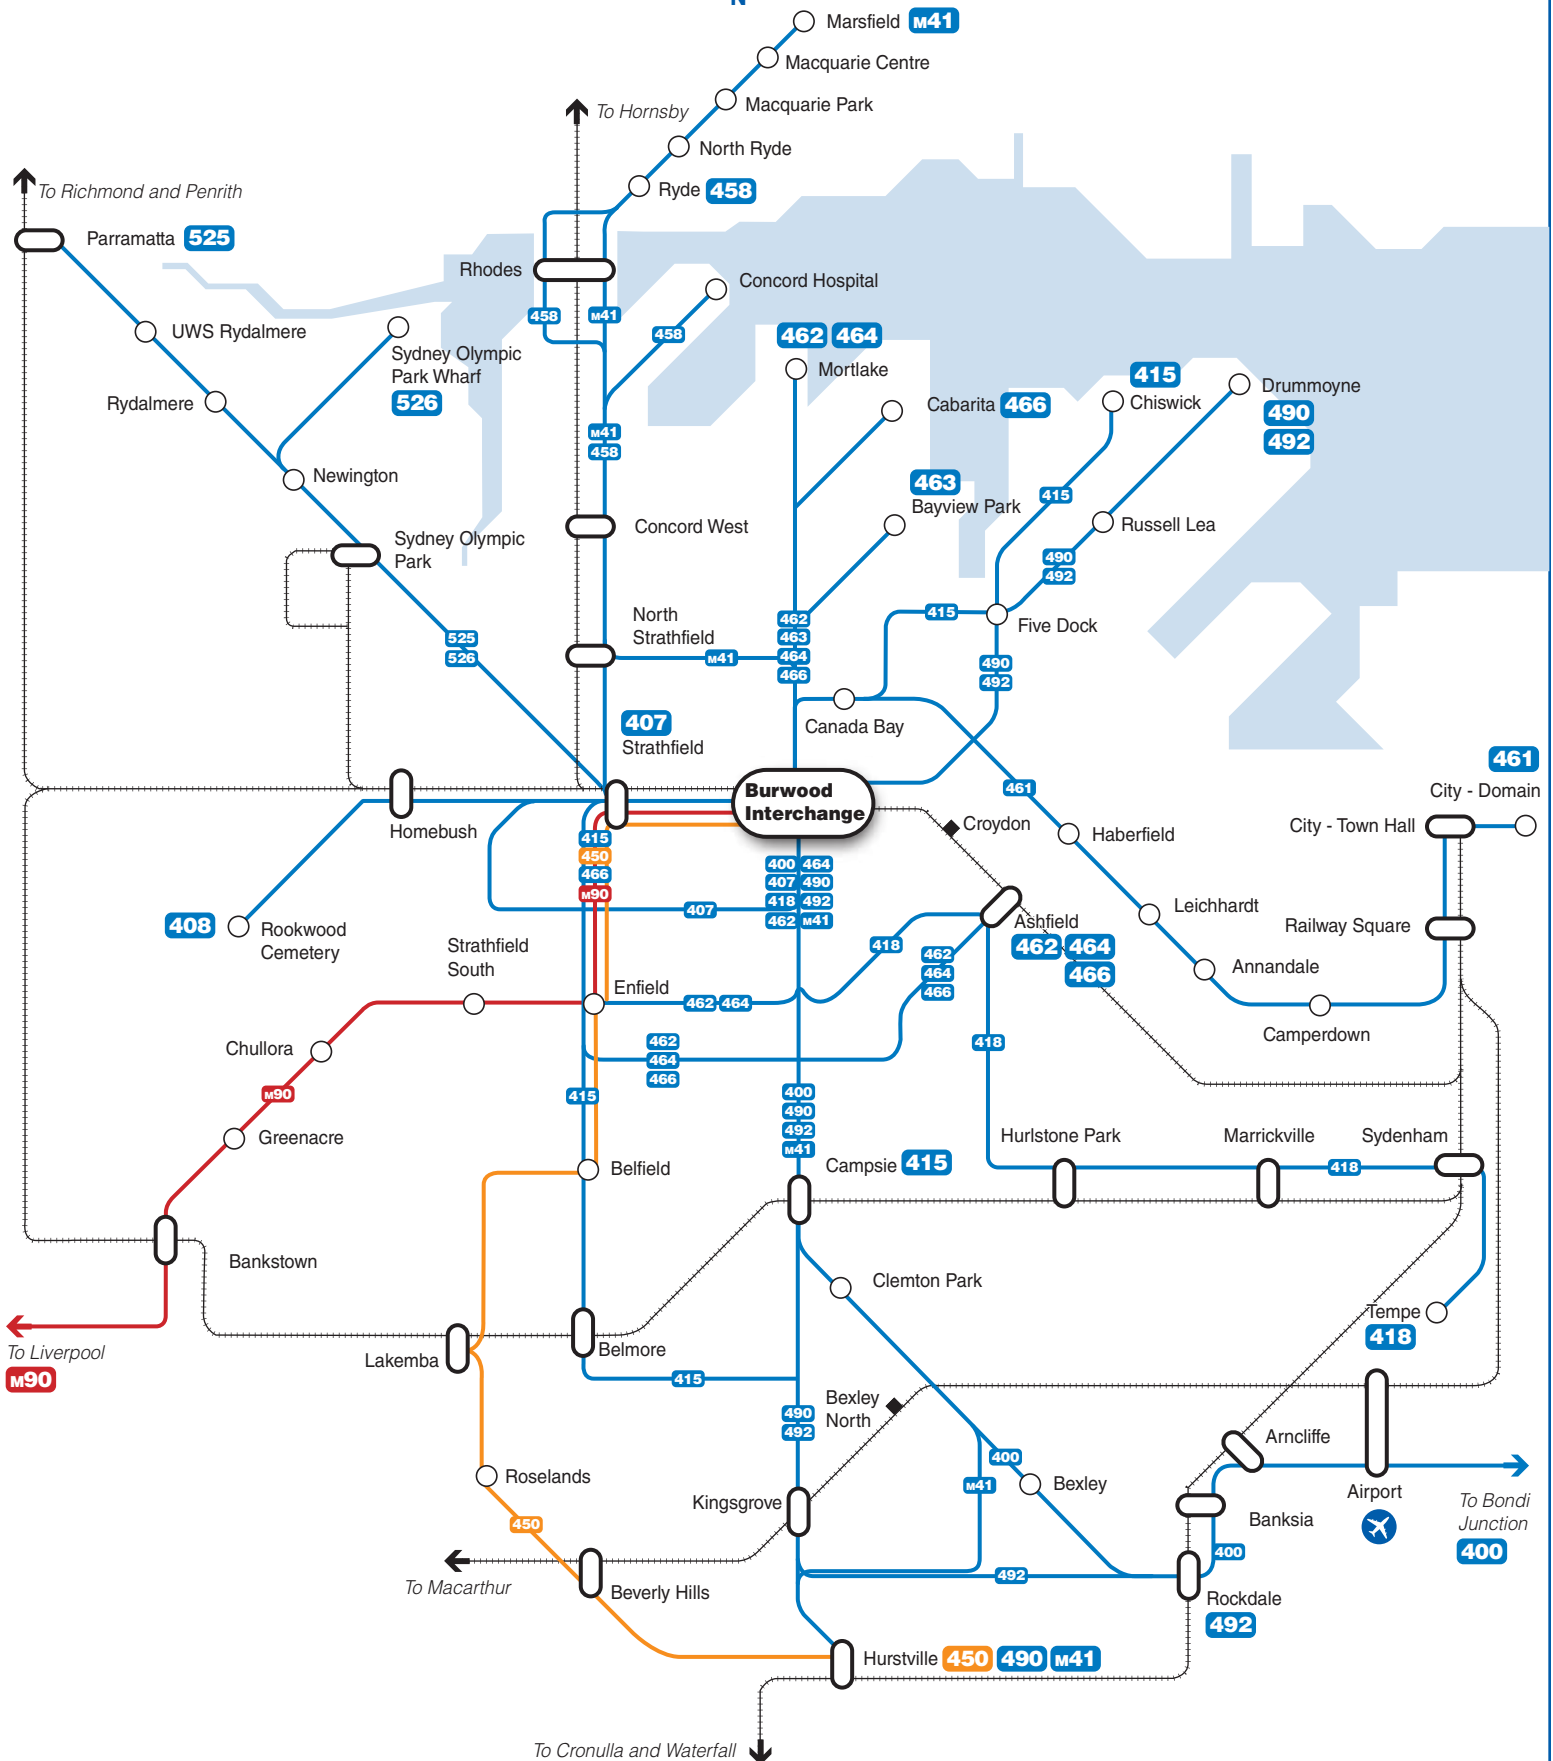 N
Marsfield M41
Macquarie Centre
Macquarie Park
To Hornsby
North Ryde
Ryde 458
To Richmond and Penrith
Parramatta 525
Rhodes
Concord Hospital
458
M41
458
UWS Rydalmere
Sydney Olympic
Park Wharf
526
462 464
Mortlake
415
Chiswick
Drummoyne
490
492
Rydalmere
Cabarita 466
M41
458
Newington
463
Bayview Park
415
Russell Lea
Concord West
Sydney Olympic
Park
490
492
North
Strathfield
462
463
464
466
415
Five Dock
525
526
M41
490
492
407
Strathfield
Canada Bay
461
City - Domain
Burwood
Interchange
461
Croydon
Haberfield
City - Town Hall
Homebush
415
450
466
M90
400 464
407 490
418 492
462 M41
407
408
Rookwood
Cemetery
Ashfield
462 464
466
Leichhardt
Railway Square
Strathfield
South
418
462
464
466
Annandale
Enfield
462 464
Camperdown
Chullora
462
464
466
418
M90
415
400
490
492
M41
Greenacre
Hurlstone Park
Marrickville
Sydenham
Belfield
Campsie 415
418
Bankstown
Clemton Park
Tempe
418
To Liverpool
M90
Lakemba
Belmore
415
Bexley
North
490
492
Arncliffe
400
Roselands
M41
Bexley
Airport
Kingsgrove
To Bondi
Junction
400
450
Banksia
400
To Macarthur
Beverly Hills
492
Rockdale
492
Hurstville 450 490 M41
To Cronulla and Waterfall